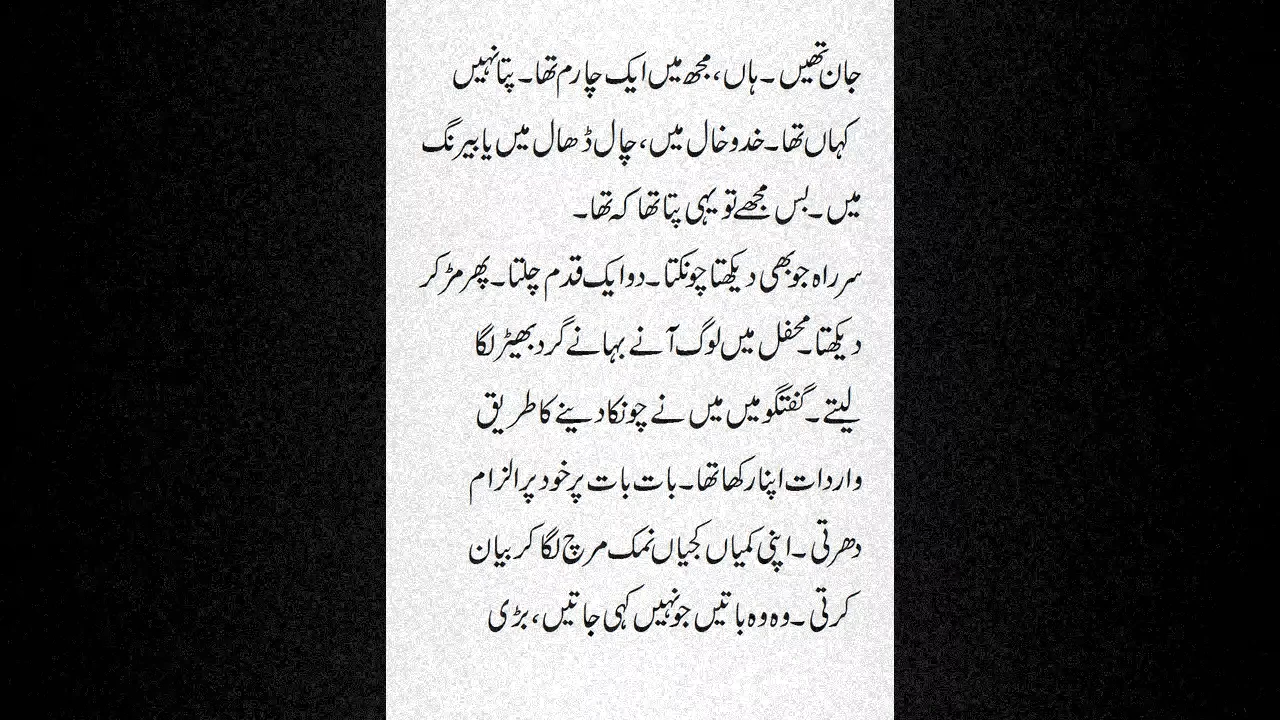 جان تھیں۔ ہاں، مجھ میں ایک چارم تھا۔ پتا نہیں
کہاں تھا۔ خدوخال میں، چال ڈھال میں یا بیرنگ
میں۔ بس مجھے تو یہی پتا تھا کہ تھا۔
سر راہ جو بھی دیکھتا چونکتا۔ دو ایک قدم چلتا۔ پھر مڑ کر
دیکھتا۔ محفل میں لوگ آنے بہانے گرد بھیڑ لگا
لیتے۔ گفتگو میں میں نے چونکا دینے کا طریق
واردات اپنا رکھا تھا۔ بات بات پر خود پر الزام
دھرتی۔ اپنی کمیاں کجیاں نمک مرچ لگا کر بیان
کرتی۔ وہ وہ باتیں جو نہیں کہی جاتیں، بڑی